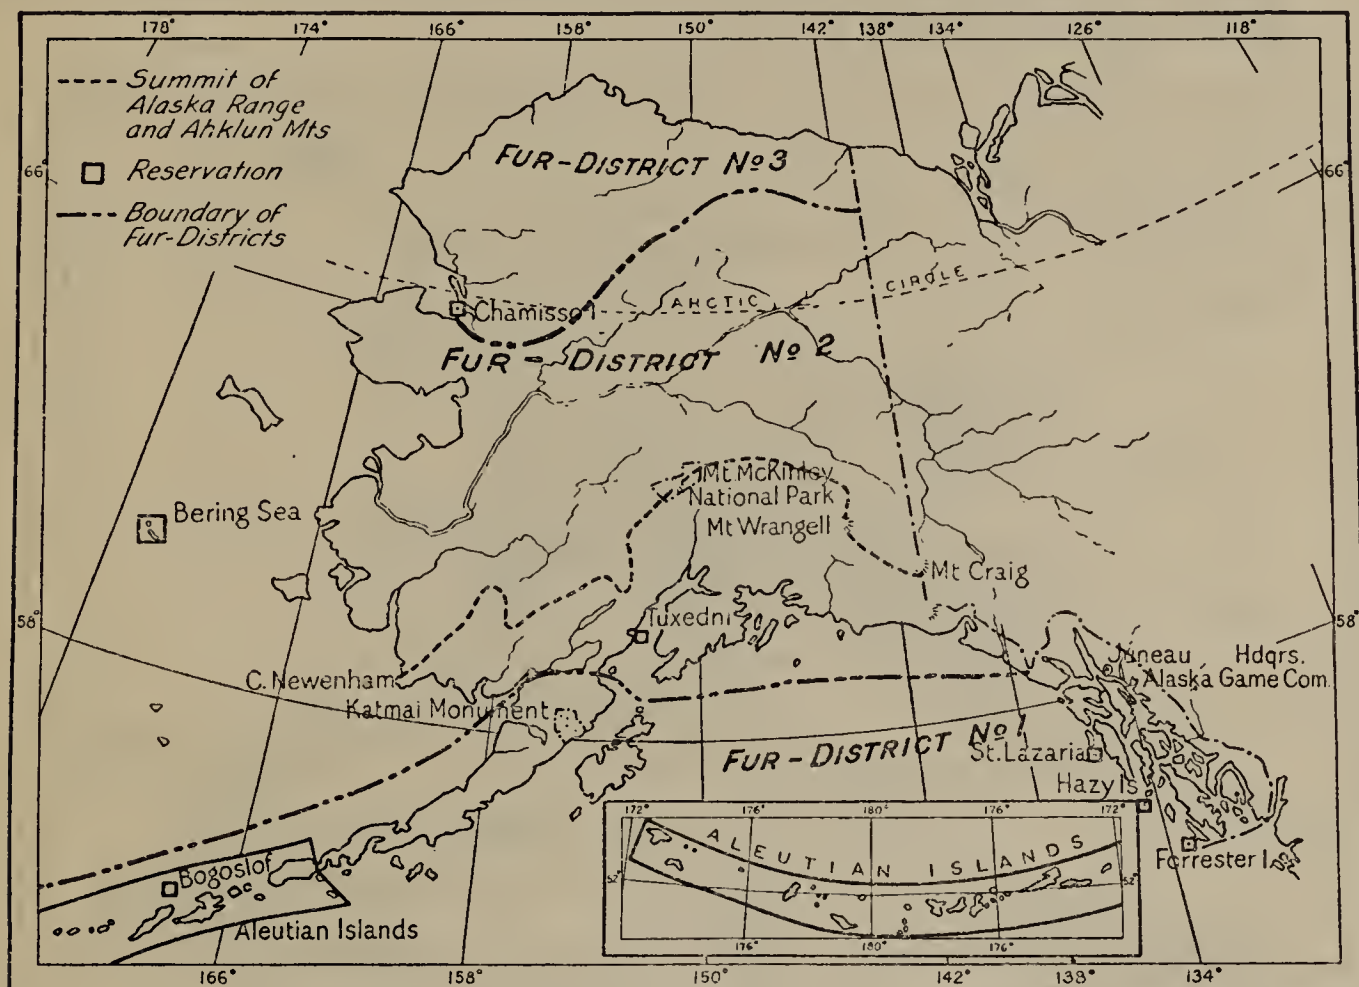 178° 174° 166° 158° 150° 142° 138° 134° 126° 118°
Summit of
Alaska Range
and Ahklun Mts
Reservation
Boundary of
Fur-Districts
66°
66°
FUR-DISTRICT No 3
ARCTIC CIRCLE
Chamisso I
FUR-DISTRICT No 2
Mt. McKinley
National Park
Mt Wrangell
Bering Sea
Mt Craig
58°
58°
Tuxedni
Juneau Hdqrs.
Alaska Game Com.
C. Newenham
Katmai Monument
FUR-DISTRICT No 1
St. Lazaria
Hazy Is
Forrester I.
Bogoslof
Aleutian Islands
172° 176° 180° 176° 172°
ALEUTIAN ISLANDS
52°
52°
176° 180° 176°
166° 158° 150° 142° 138° 134°